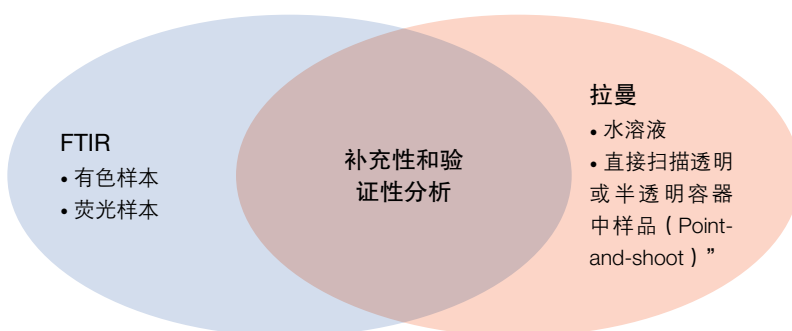 FTIR
• 有色样本
• 荧光样本
补充性和验
证性分析
拉曼
• 水溶液
• 直接扫描透明
或半透明容器
中样品（Point-
and-shoot）”